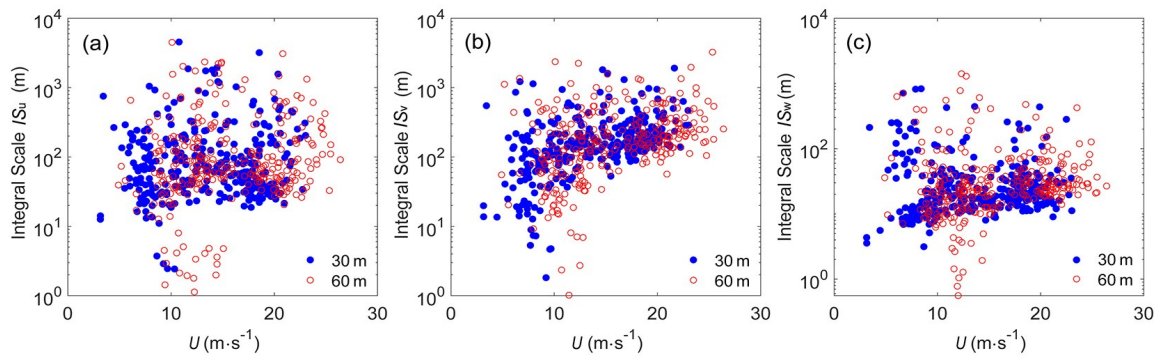 (a)
Integral Scale ISu (m)
10^4
10^3
10^2
10^1
10^0
0
10
20
30
U (m·s^-1)
30 m
60 m
(b)
Integral Scale ISv (m)
10^4
10^3
10^2
10^1
10^0
0
10
20
30
U (m·s^-1)
30 m
60 m
(c)
Integral Scale ISw (m)
10^4
10^2
10^0
0
10
20
30
U (m·s^-1)
30 m
60 m